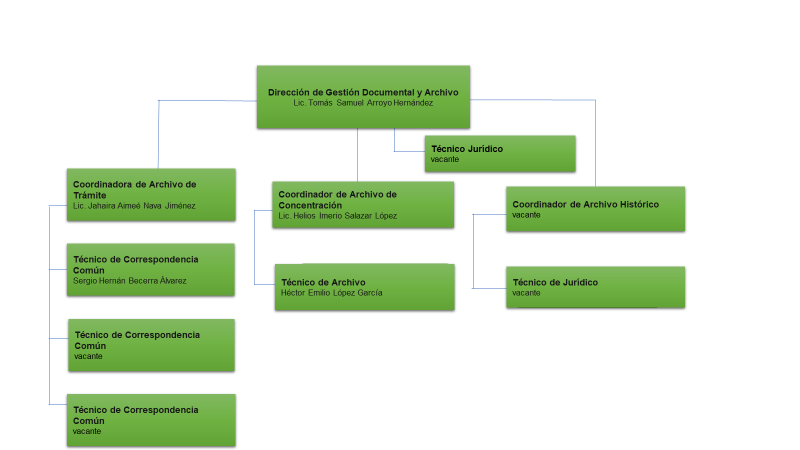 Dirección de Gestión Documental y Archivo
Lic. Tomás Samuel Arroyo Hernández
Técnico Jurídico
vacante
Coordinadora de Archivo de
Trámite
Lic. Jahaira Aimeé Nava Jiménez
Coordinador de Archivo de
Concentración
Lic. Helios Imerio Salazar López
Coordinador de Archivo Histórico
vacante
Técnico de Correspondencia
Común
Sergio Hernán Becerra Álvarez
Técnico de Archivo
Héctor Emilio López García
Técnico de Jurídico
vacante
Técnico de Correspondencia
Común
vacante
Técnico de Correspondencia
Común
vacante